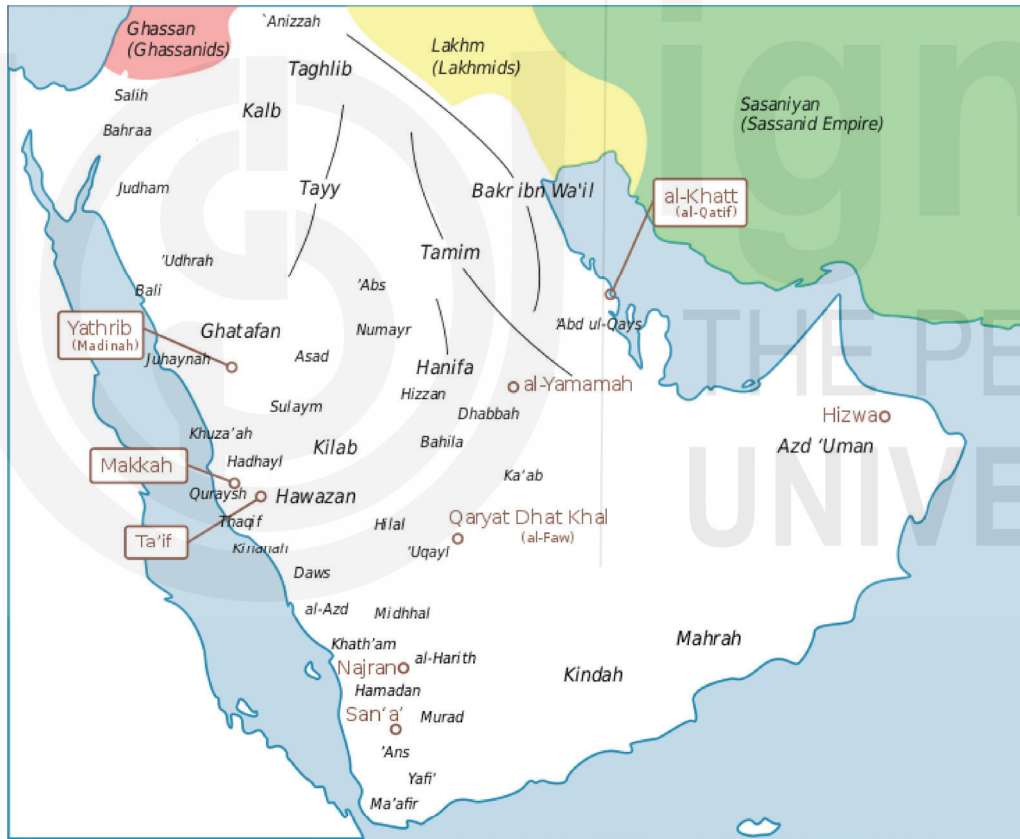 Ghassan
(Ghassanids)
`Anizzah
Lakhm
(Lakhmids)
Taghlib
Salih
Kalb
Sasaniyan
(Sassanid Empire)
Bahraa
Judham
Tayy
Bakr ibn Wa'il
al-Khatt
(al-Qatif)
'Udhrah
Tamim
Bali
'Abs
Yathrib
(Madinah)
Ghatafan
Numayr
'Abd ul-Qays
Juhaynah
Asad
Hanifa
al-Yamamah
Hizzan
Sulaym
Dhabbah
Hizwa
Khuza'ah
Kilab
Bahila
Azd 'Uman
Makkah
Hadhayl
Ka'ab
Quraysh
Hawazan
Thaqif
Hilal
Qaryat Dhat Khal
(al-Faw)
Ta'if
Kinanah
'Uqayl
Daws
al-Azd
Midhhal
Khath'am
al-Harith
Mahrah
Najran
Kindah
Hamadan
San'a'
Murad
'Ans
Yafi'
Ma'afir
ign
THE PE
UNIVE